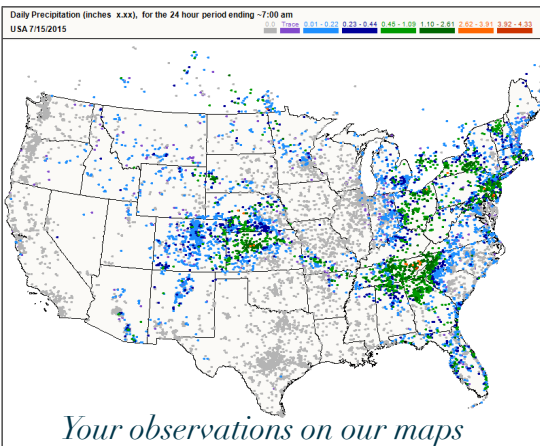 Daily Precipitation (inches x.xx), for the 24 hour period ending ~7:00 am
USA 7/15/2015
0.0 Trace 0.01 - 0.22 0.23 - 0.44 0.45 - 1.09 1.10 - 2.61 2.62 - 3.91 3.92 - 4.33
Your observations on our maps